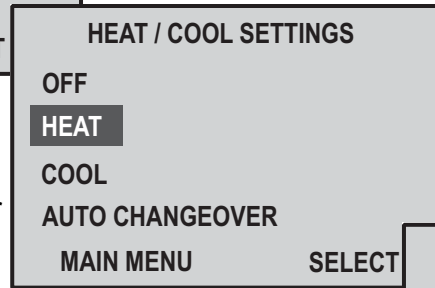 HEAT / COOL SETTINGS
OFF
HEAT
COOL
AUTO CHANGEOVER
MAIN MENU SELECT